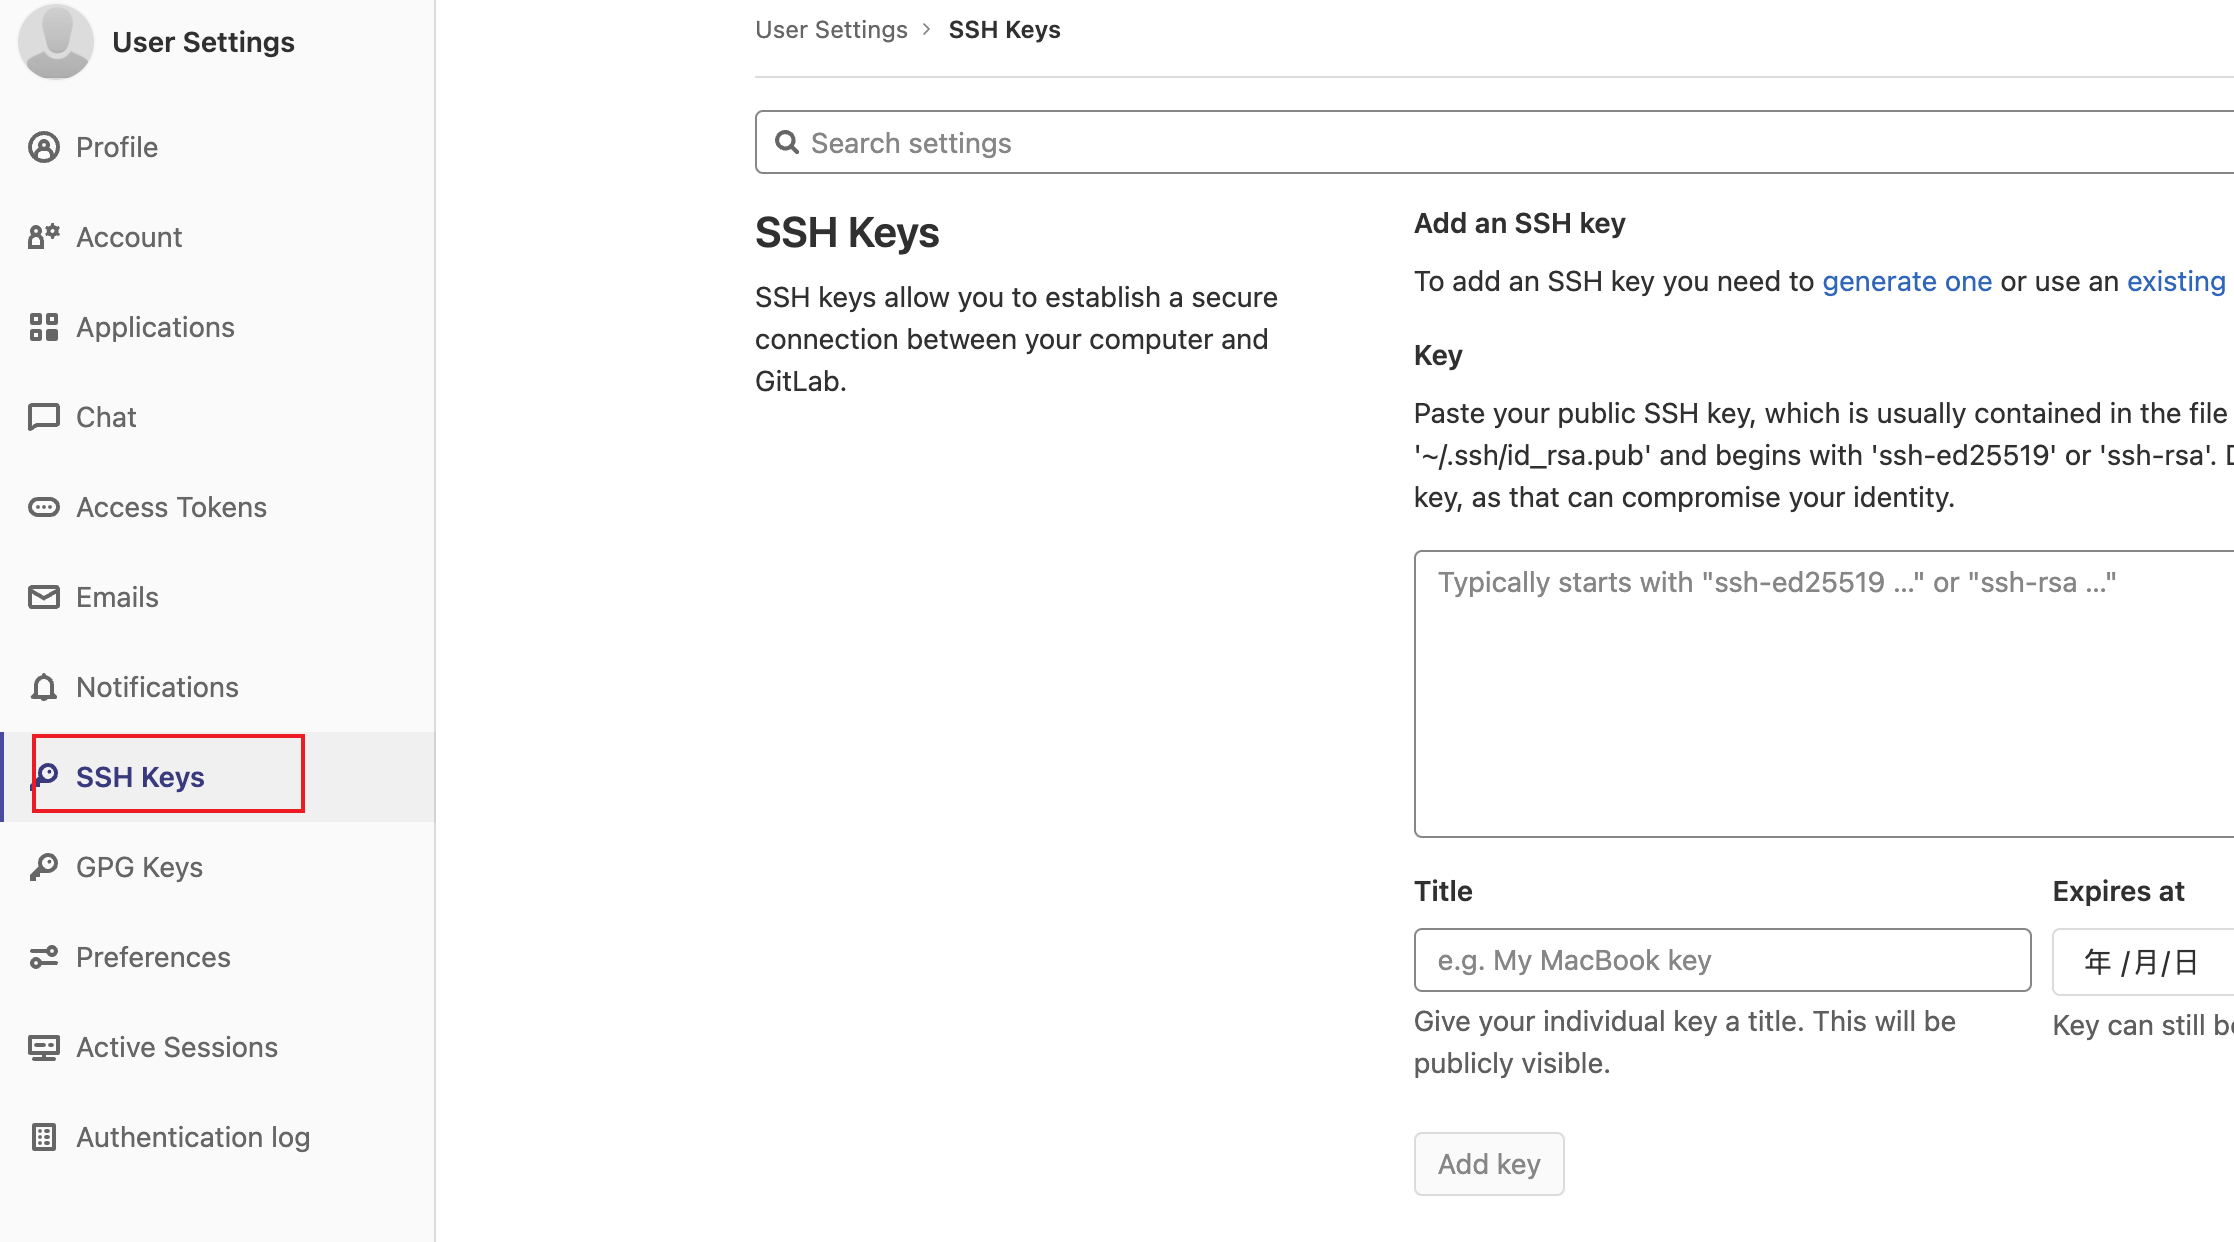 User Settings
Profile
Account
Applications
Chat
Access Tokens
Emails
Notifications
SSH Keys
GPG Keys
Preferences
Active Sessions
Authentication log
User Settings › SSH Keys
Search settings
SSH Keys
SSH keys allow you to establish a secure
connection between your computer and
GitLab.
Add an SSH key
To add an SSH key you need to generate one or use an existing
Key
Paste your public SSH key, which is usually contained in the file
'~/.ssh/id_rsa.pub' and begins with 'ssh-ed25519' or 'ssh-rsa'.
key, as that can compromise your identity.
Typically starts with "ssh-ed25519 ..." or "ssh-rsa ..."
Title
e.g. My MacBook key
Give your individual key a title. This will be
publicly visible.
Expires at
年 /月/日
Key can still
Add key